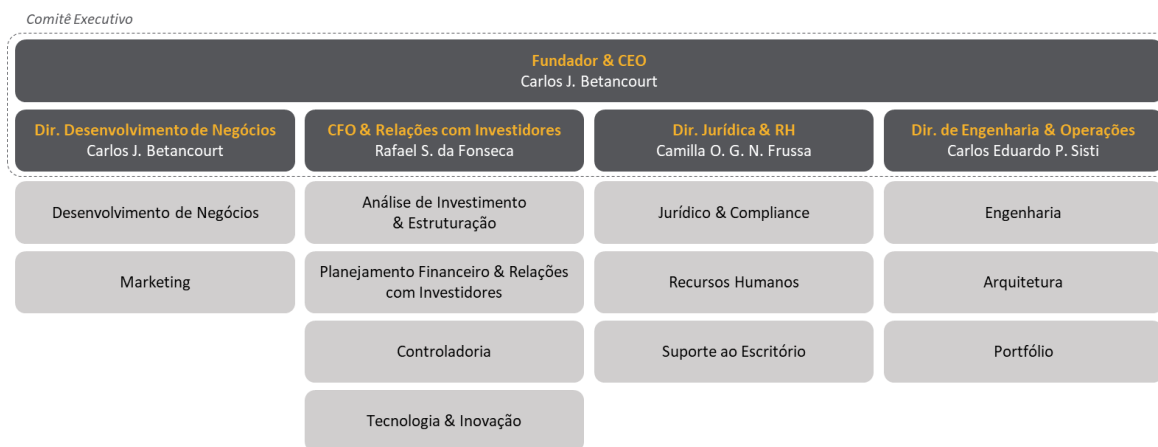 Comitê Executivo
Fundador & CEO
Carlos J. Betancourt
Dir. Desenvolvimento de Negócios
Carlos J. Betancourt
CFO & Relações com Investidores
Rafael S. da Fonseca
Dir. Jurídica & RH
Camilla O. G. N. Frussa
Dir. de Engenharia & Operações
Carlos Eduardo P. Sisti
Desenvolvimento de Negócios
Marketing
Análise de Investimento
& Estruturação
Planejamento Financeiro & Relações
com Investidores
Controladoria
Tecnologia & Inovação
Jurídico & Compliance
Recursos Humanos
Suporte ao Escritório
Engenharia
Arquitetura
Portfólio